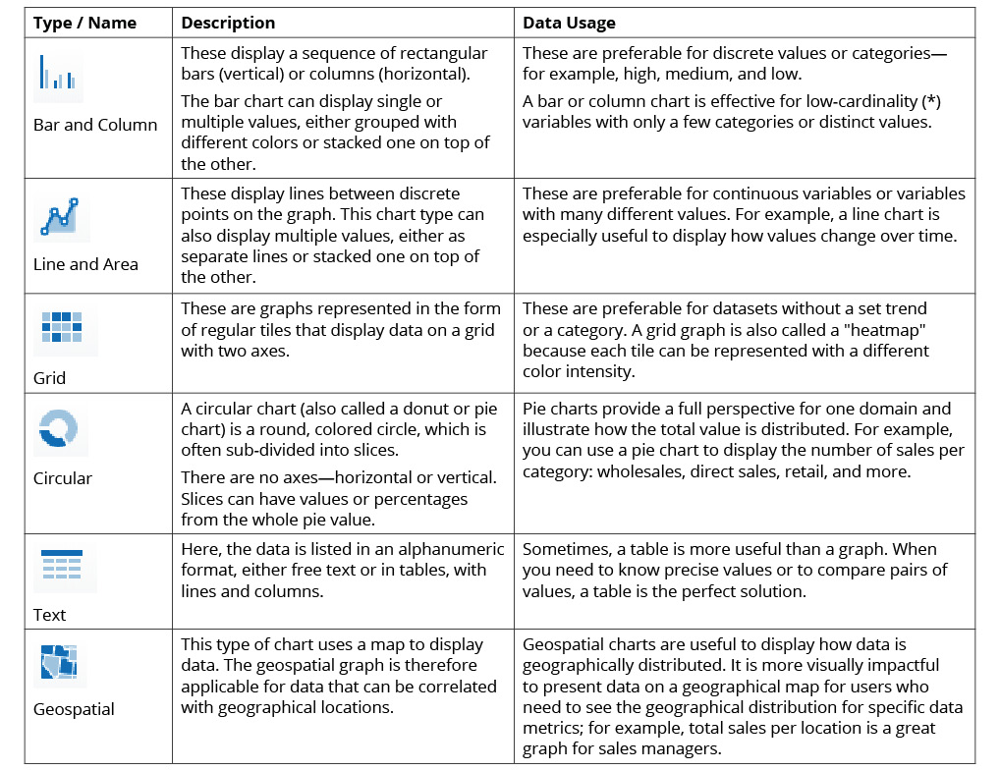 Type / Name
Description
Data Usage
Bar and Column
These display a sequence of rectangular
bars (vertical) or columns (horizontal).
The bar chart can display single or
multiple values, either grouped with
different colors or stacked one on top of
the other.
These are preferable for discrete values or categories—
for example, high, medium, and low.
A bar or column chart is effective for low-cardinality (*)
variables with only a few categories or distinct values.
Line and Area
These display lines between discrete
points on the graph. This chart type can
also display multiple values, either as
separate lines or stacked one on top of
the other.
These are preferable for continuous variables or variables
with many different values. For example, a line chart is
especially useful to display how values change over time.
Grid
These are graphs represented in the form
of regular tiles that display data on a grid
with two axes.
These are preferable for datasets without a set trend
or a category. A grid graph is also called a "heatmap"
because each tile can be represented with a different
color intensity.
Circular
A circular chart (also called a donut or pie
chart) is a round, colored circle, which is
often sub-divided into slices.
There are no axes—horizontal or vertical.
Slices can have values or percentages
from the whole pie value.
Pie charts provide a full perspective for one domain and
illustrate how the total value is distributed. For example,
you can use a pie chart to display the number of sales per
category: wholesales, direct sales, retail, and more.
Text
Here, the data is listed in an alphanumeric
format, either free text or in tables, with
lines and columns.
Sometimes, a table is more useful than a graph. When
you need to know precise values or to compare pairs of
values, a table is the perfect solution.
Geospatial
This type of chart uses a map to display
data. The geospatial graph is therefore
applicable for data that can be correlated
with geographical locations.
Geospatial charts are useful to display how data is
geographically distributed. It is more visually impactful
to present data on a geographical map for users who
need to see the geographical distribution for specific data
metrics; for example, total sales per location is a great
graph for sales managers.